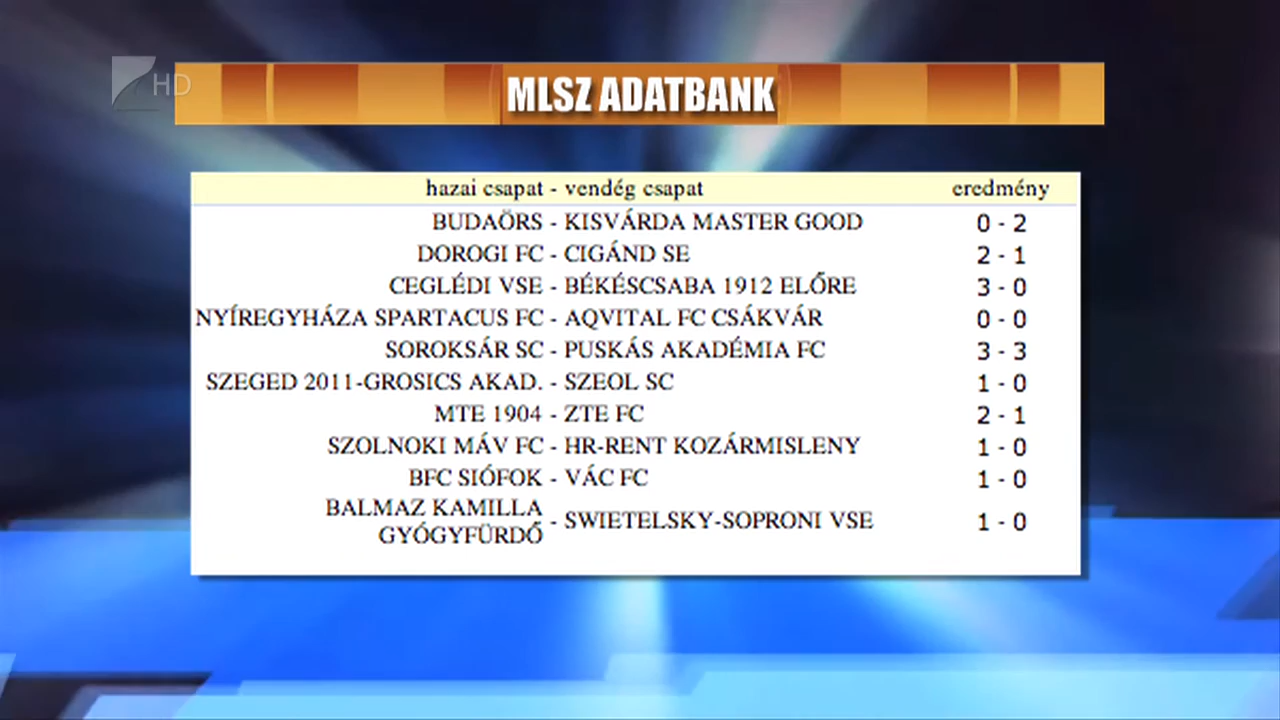 HD
MLSZ ADATBANK
hazai csapat - vendég csapat eredmény
BUDAÖRS - KISVÁRDA MASTER GOOD 0 - 2
DOROGI FC - CIGÁND SE 2 - 1
CEGLÉDI VSE - BÉKÉSCSABA 1912 ELŐRE 3 - 0
NYÍREGYHÁZA SPARTACUS FC - AQVITAL FC CSÁKVÁR 0 - 0
SOROKSÁR SC - PUSKÁS AKADÉMIA FC 3 - 3
SZEGED 2011-GROSICS AKAD. - SZEOL SC 1 - 0
MTE 1904 - ZTE FC 2 - 1
SZOLNOKI MÁV FC - HR-RENT KOZÁRMISLENY 1 - 0
BFC SIÓFOK - VÁC FC 1 - 0
BALMAZ KAMILLA
GYÓGYFÜRDŐ - SWIETELSKY-SOPRONI VSE 1 - 0